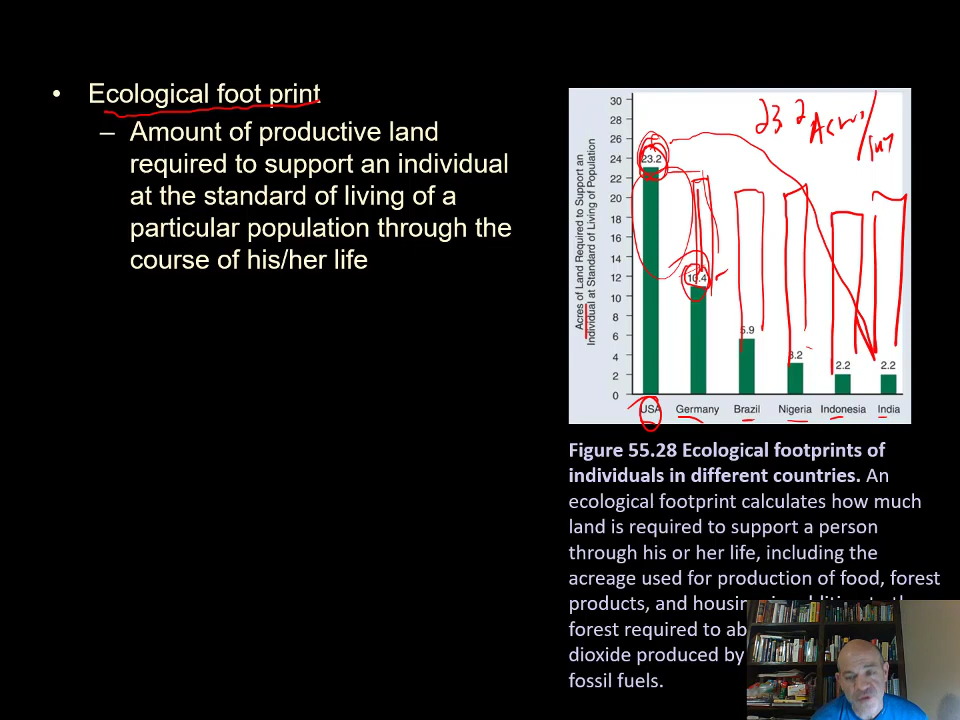 • Ecological foot print
– Amount of productive land
required to support an individual
at the standard of living of a
particular population through the
course of his/her life
Acres of Land Required to Support an
Individual at Standard of Living of Population
30
28
26
24
22
20
18
16
14
12
10
8
6
4
2
0
23.2
10.4
5.9
3.2
2.2
2.2
USA Germany Brazil Nigeria Indonesia India
23.2 Acres/
Figure 55.28 Ecological footprints of
individuals in different countries. An
ecological footprint calculates how much
land is required to support a person
through his or her life, including the
acreage used for production of food, forest
products, and housing
forest required to
dioxide produced by
fossil fuels.